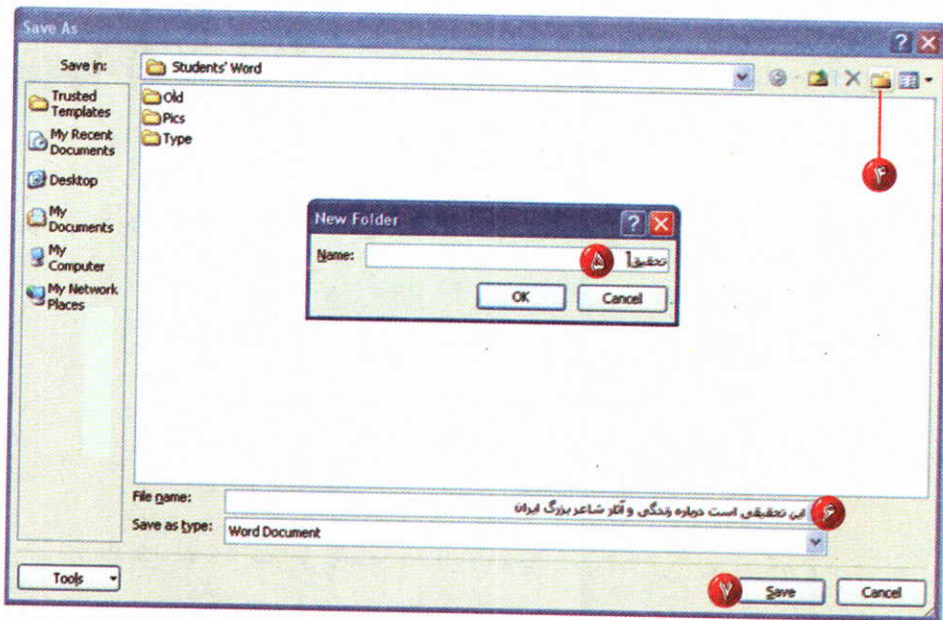 Save As
Save in:
Students' Word
۴
Trusted Templates
My Recent Documents
Desktop
My Documents
My Computer
My Network Places
Old
Pics
Type
New Folder
Name:
تحقیق
۵
OK
Cancel
File name:
این تحقیقی است درباره زندگی و آثار شاعر بزرگ ایران
۶
Save as type:
Word Document
Tools
۷
Save
Cancel